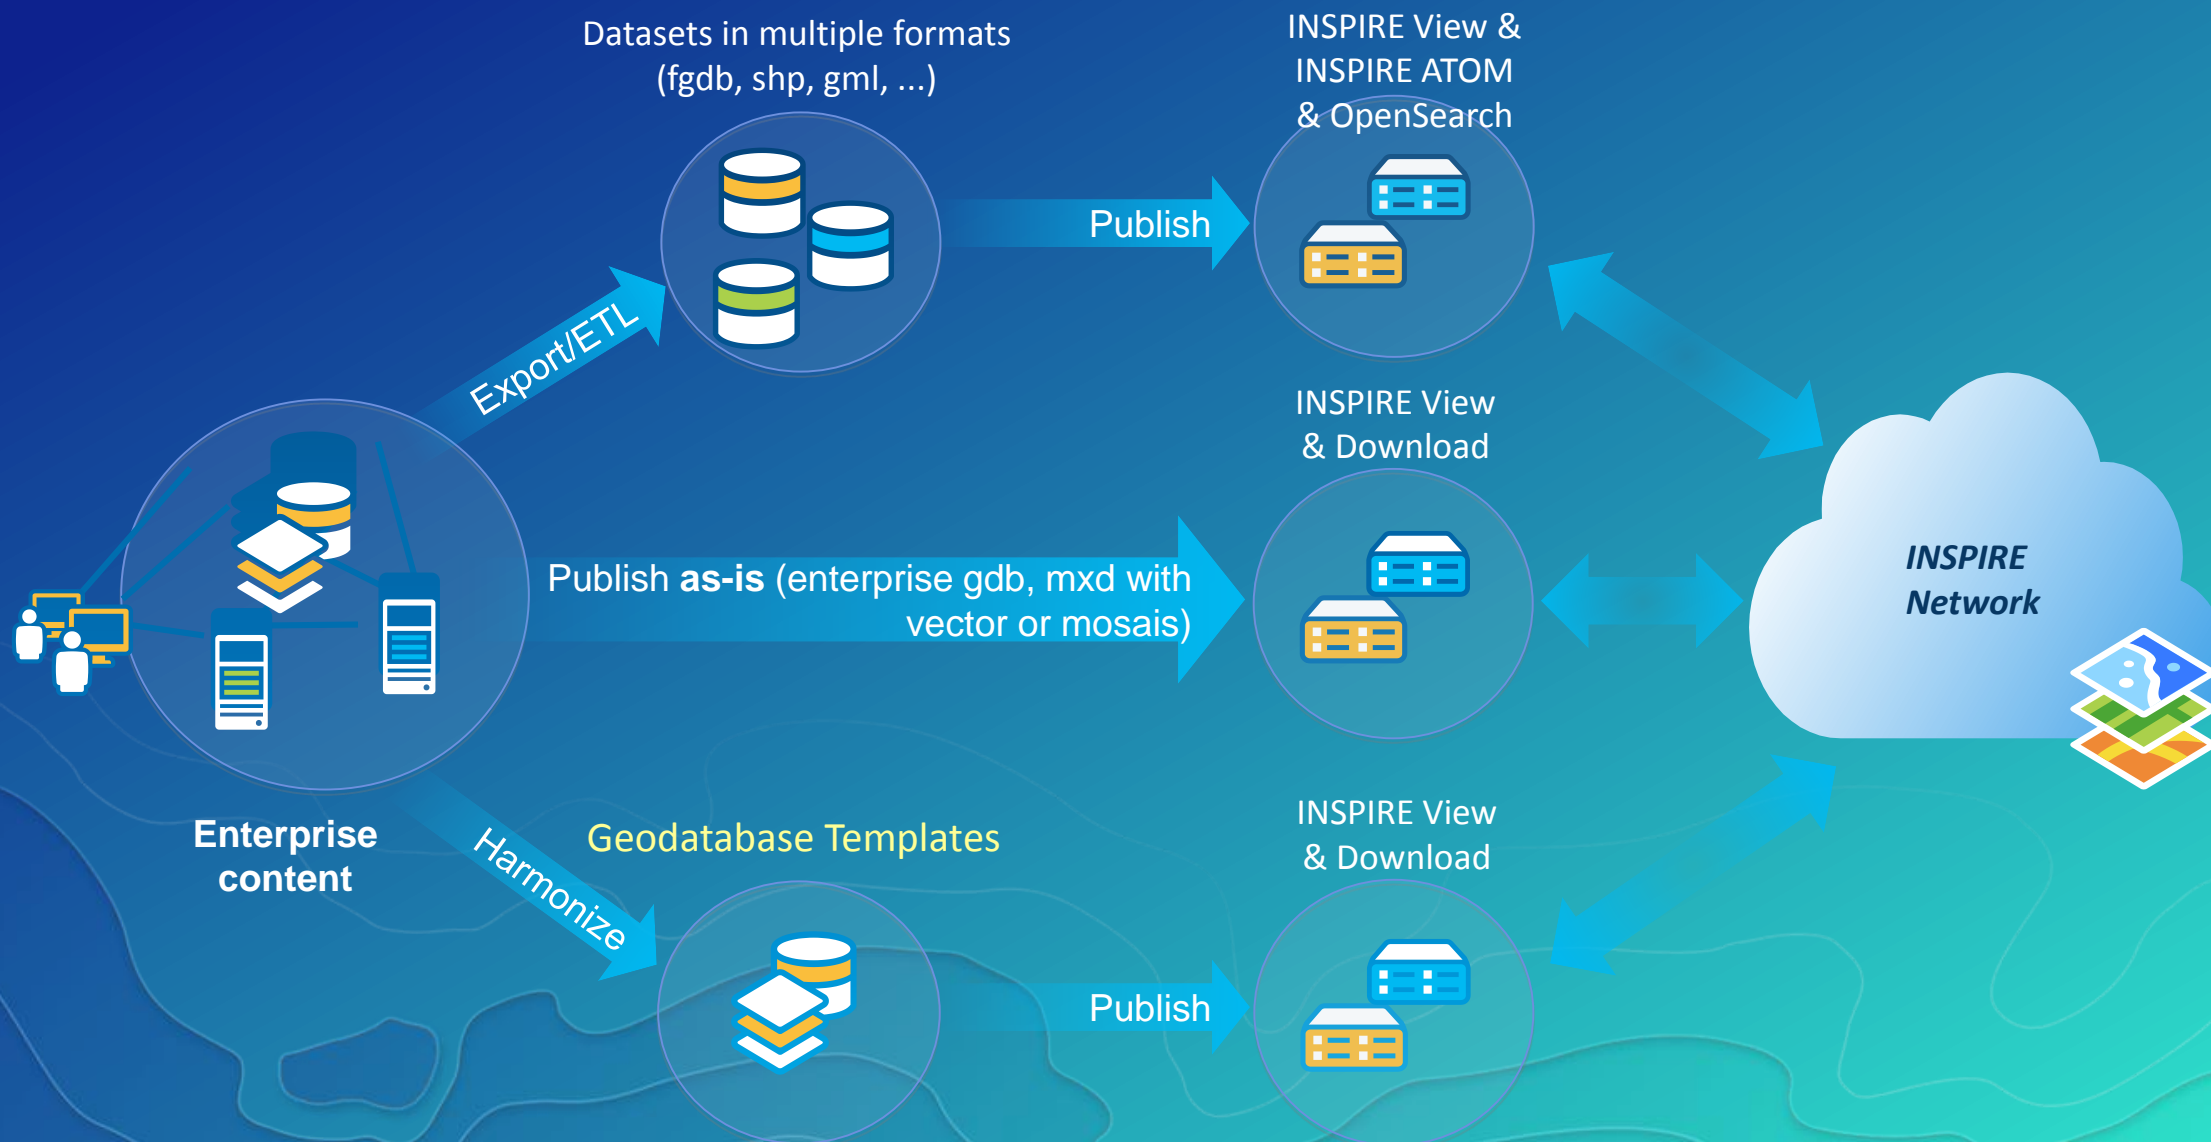 Datasets in multiple formats
(fgdb, shp, gml, ...)
INSPIRE View &
INSPIRE ATOM
& OpenSearch
Publish
Export/ETL
INSPIRE View
& Download
Publish as-is (enterprise gdb, mxd with
vector or mosais)
INSPIRE
Network
Enterprise
content
Harmonize
Geodatabase Templates
INSPIRE View
& Download
Publish